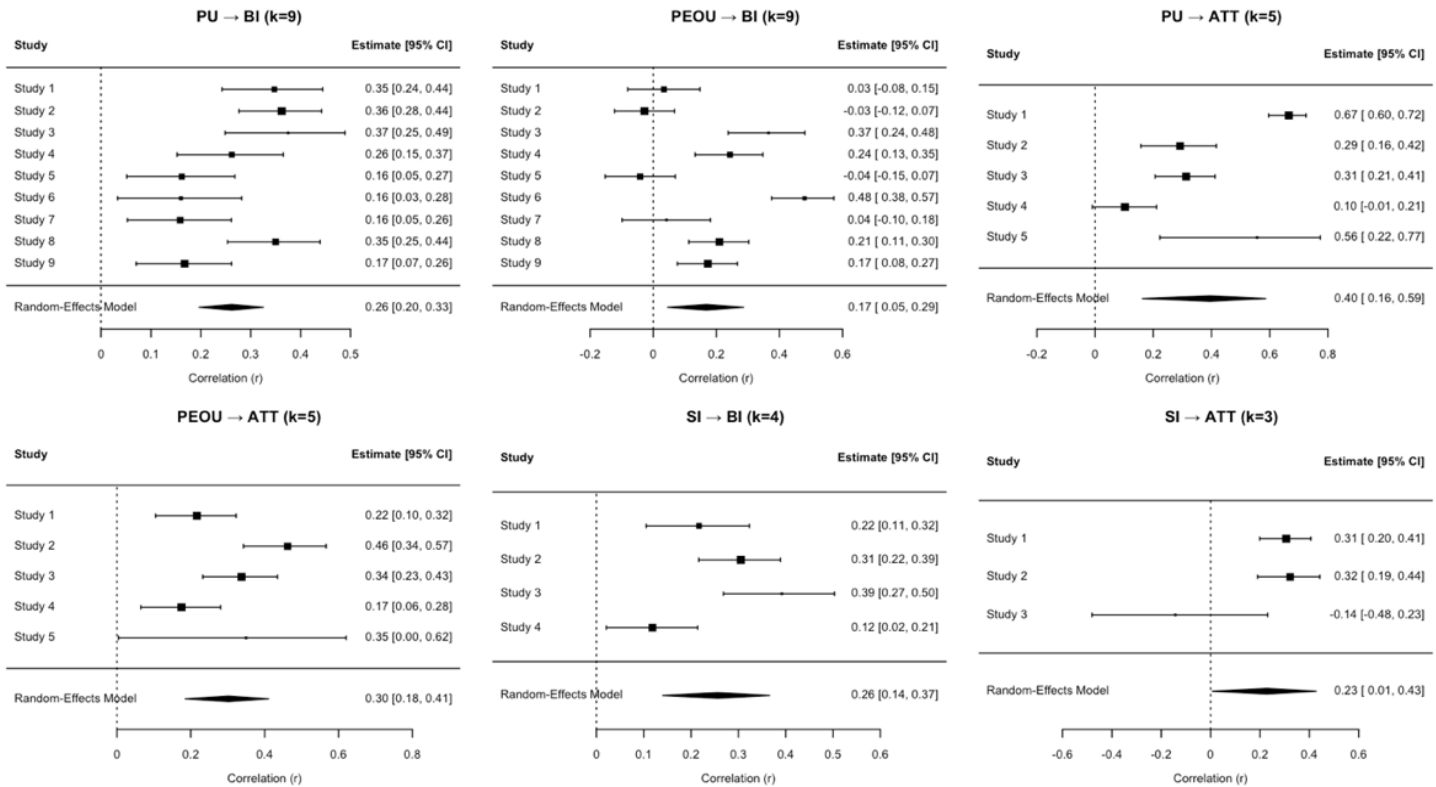 PU → BI (k=9)
Study Estimate [95% CI]
Study 1 0.35 [0.24, 0.44]
Study 2 0.36 [0.28, 0.44]
Study 3 0.37 [0.25, 0.49]
Study 4 0.26 [0.15, 0.37]
Study 5 0.16 [0.05, 0.27]
Study 6 0.16 [0.03, 0.28]
Study 7 0.16 [0.05, 0.26]
Study 8 0.35 [0.25, 0.44]
Study 9 0.17 [0.07, 0.26]
Random-Effects Model 0.26 [0.20, 0.33]
0 0.1 0.2 0.3 0.4 0.5
Correlation (r)
PEOU → BI (k=9)
Study Estimate [95% CI]
Study 1 0.03 [-0.08, 0.15]
Study 2 -0.03 [-0.12, 0.07]
Study 3 0.37 [ 0.24, 0.48]
Study 4 0.24 [ 0.13, 0.35]
Study 5 -0.04 [-0.15, 0.07]
Study 6 0.48 [ 0.38, 0.57]
Study 7 0.04 [-0.10, 0.18]
Study 8 0.21 [ 0.11, 0.30]
Study 9 0.17 [ 0.08, 0.27]
Random-Effects Model 0.17 [ 0.05, 0.29]
-0.2 0 0.2 0.4 0.6
Correlation (r)
PU → ATT (k=5)
Study Estimate [95% CI]
Study 1 0.67 [ 0.60, 0.72]
Study 2 0.29 [ 0.16, 0.42]
Study 3 0.31 [ 0.21, 0.41]
Study 4 0.10 [-0.01, 0.21]
Study 5 0.56 [ 0.22, 0.77]
Random-Effects Model 0.40 [ 0.16, 0.59]
-0.2 0 0.2 0.4 0.6 0.8
Correlation (r)
PEOU → ATT (k=5)
Study Estimate [95% CI]
Study 1 0.22 [0.10, 0.32]
Study 2 0.46 [0.34, 0.57]
Study 3 0.34 [0.23, 0.43]
Study 4 0.17 [0.06, 0.28]
Study 5 0.35 [0.00, 0.62]
Random-Effects Model 0.30 [0.18, 0.41]
0 0.2 0.4 0.6 0.8
Correlation (r)
SI → BI (k=4)
Study Estimate [95% CI]
Study 1 0.22 [0.11, 0.32]
Study 2 0.31 [0.22, 0.39]
Study 3 0.39 [0.27, 0.50]
Study 4 0.12 [0.02, 0.21]
Random-Effects Model 0.26 [0.14, 0.37]
0 0.1 0.2 0.3 0.4 0.5 0.6
Correlation (r)
SI → ATT (k=3)
Study Estimate [95% CI]
Study 1 0.31 [ 0.20, 0.41]
Study 2 0.32 [ 0.19, 0.44]
Study 3 -0.14 [-0.48, 0.23]
Random-Effects Model 0.23 [ 0.01, 0.43]
-0.6 -0.4 -0.2 0 0.2 0.4 0.6
Correlation (r)